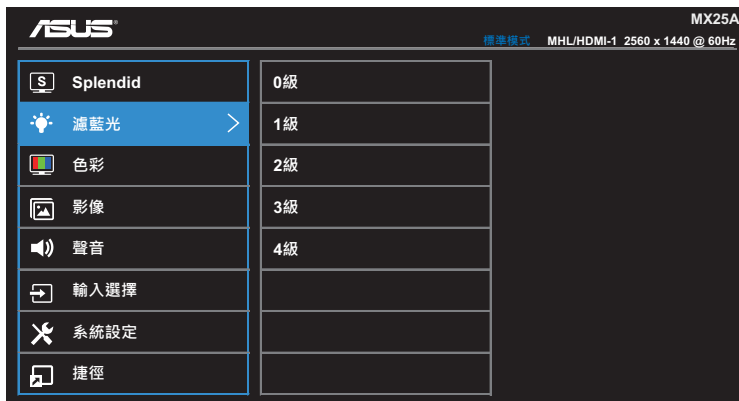 ASUS
MX25A
標準模式 MHL/HDMI-1 2560 x 1440 @ 60Hz
S Splendid
0級
濾藍光
1級
色彩
2級
影像
3級
聲音
4級
輸入選擇
系統設定
捷徑